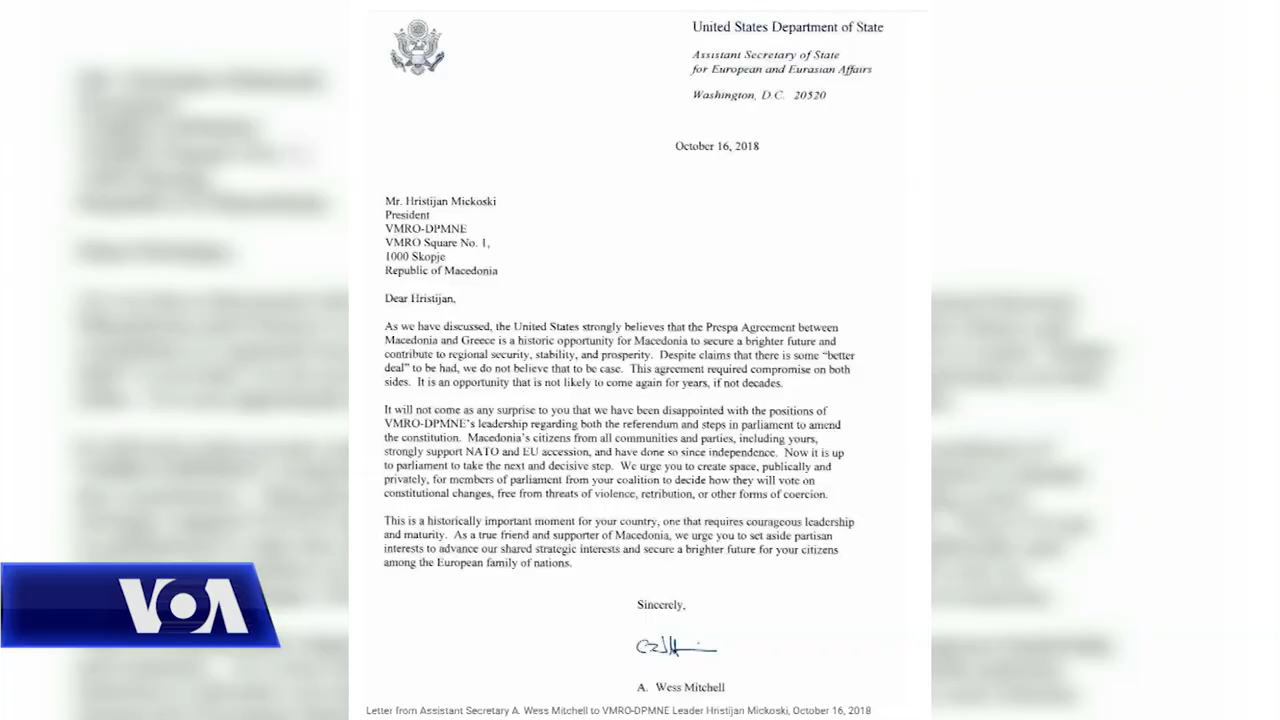 United States Department of State
Assistant Secretary of State
for European and Eurasian Affairs
Washington, D.C. 20520
October 16, 2018
Mr. Hristijan Mickoski
President
VMRO-DPMNE
VMRO Square No. 1,
1000 Skopje
Republic of Macedonia
Dear Hristijan,
As we have discussed, the United States strongly believes that the Prespa Agreement between
Macedonia and Greece is a historic opportunity for Macedonia to secure a brighter future and
contribute to regional security, stability, and prosperity. Despite claims that there is some “better
deal” to be had, we do not believe that to be case. This agreement required compromise on both
sides. It is an opportunity that is not likely to come again for years, if not decades.
It will not come as any surprise to you that we have been disappointed with the positions of
VMRO-DPMNE’s leadership regarding both the referendum and steps in parliament to amend
the constitution. Macedonia’s citizens from all communities and parties, including yours,
strongly support NATO and EU accession, and have done so since independence. Now it is up
to parliament to take the next and decisive step. We urge you to create space, publically and
privately, for members of parliament from your coalition to decide how they will vote on
constitutional changes, free from threats of violence, retribution, or other forms of coercion.
This is a historically important moment for your country, one that requires courageous leadership
and maturity. As a true friend and supporter of Macedonia, we urge you to set aside partisan
interests to advance our shared strategic interests and secure a brighter future for your citizens
among the European family of nations.
Sincerely,
A. Wess Mitchell
Letter from Assistant Secretary A. Wess Mitchell to VMRO-DPMNE Leader Hristijan Mickoski, October 16, 2018
VOA